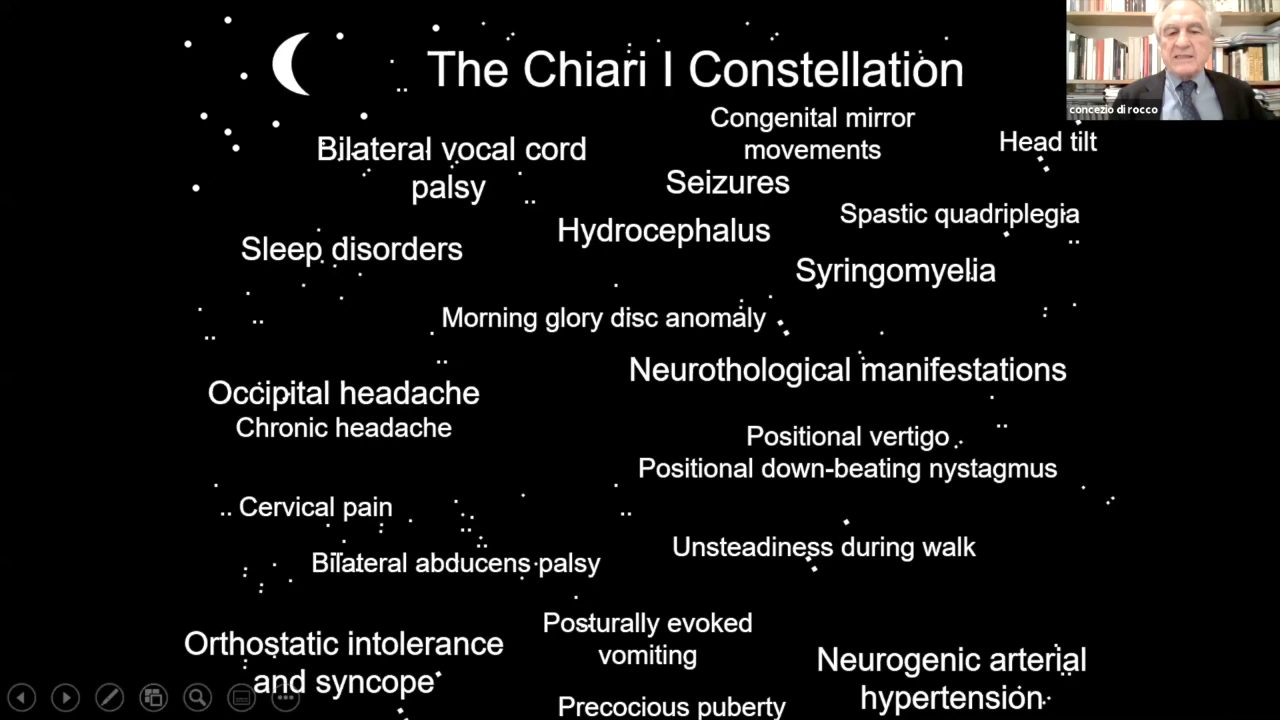 The Chiari I Constellation
concezio di rocco
Congenital mirror
movements
Head tilt
Bilateral vocal cord
palsy
Seizures
Spastic quadriplegia
Hydrocephalus
Sleep disorders
Syringomyelia
Morning glory disc anomaly
Neurothological manifestations
Occipital headache
Chronic headache
Positional vertigo
Positional down-beating nystagmus
Cervical pain
Unsteadiness during walk
Bilateral abducens palsy
Posturally evoked
vomiting
Orthostatic intolerance
and syncope
Neurogenic arterial
hypertension
Precocious puberty